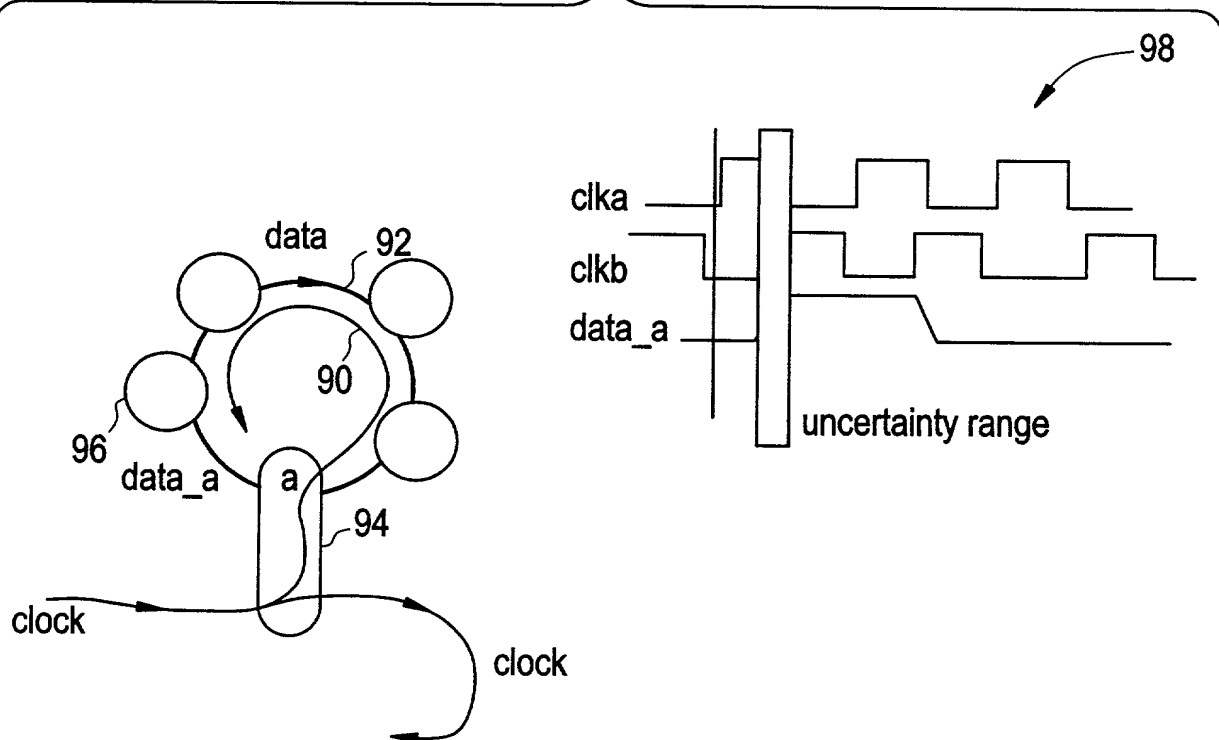 98
clka
clkb
data_a
uncertainty range
data
92
90
96
data_a
a
94
clock
clock